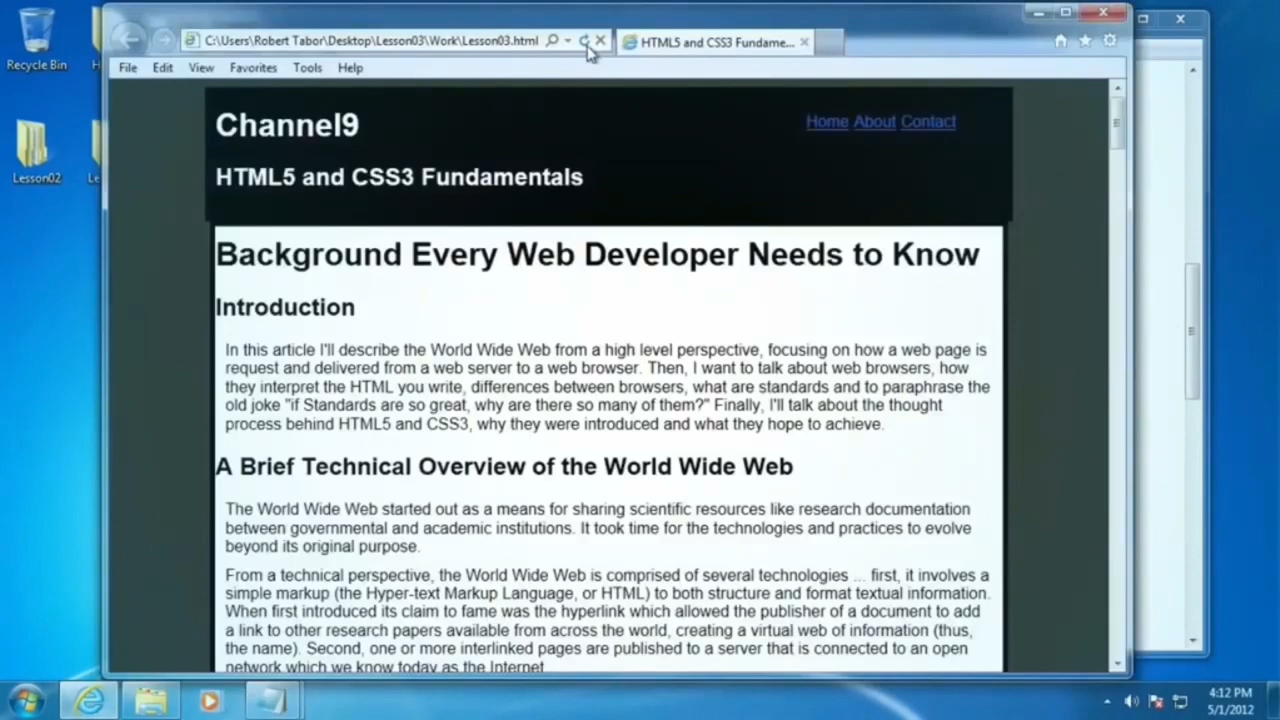 Recycle Bin
Lesson02
C:\Users\Robert Tabor\Desktop\Lesson03\Work\Lesson03.html
HTML5 and CSS3 Fundame...
File Edit View Favorites Tools Help
Channel9
Home About Contact
HTML5 and CSS3 Fundamentals
Background Every Web Developer Needs to Know
Introduction
In this article I'll describe the World Wide Web from a high level perspective, focusing on how a web page is
request and delivered from a web server to a web browser. Then, I want to talk about web browsers, how
they interpret the HTML you write, differences between browsers, what are standards and to paraphrase the
old joke "if Standards are so great, why are there so many of them?" Finally, I'll talk about the thought
process behind HTML5 and CSS3, why they were introduced and what they hope to achieve.
A Brief Technical Overview of the World Wide Web
The World Wide Web started out as a means for sharing scientific resources like research documentation
between governmental and academic institutions. It took time for the technologies and practices to evolve
beyond its original purpose.
From a technical perspective, the World Wide Web is comprised of several technologies ... first, it involves a
simple markup (the Hyper-text Markup Language, or HTML) to both structure and format textual information.
When first introduced its claim to fame was the hyperlink which allowed the publisher of a document to add
a link to other research papers available from across the world, creating a virtual web of information (thus,
the name). Second, one or more interlinked pages are published to a server that is connected to an open
network which we know today as the Internet
4:12 PM
5/1/2012